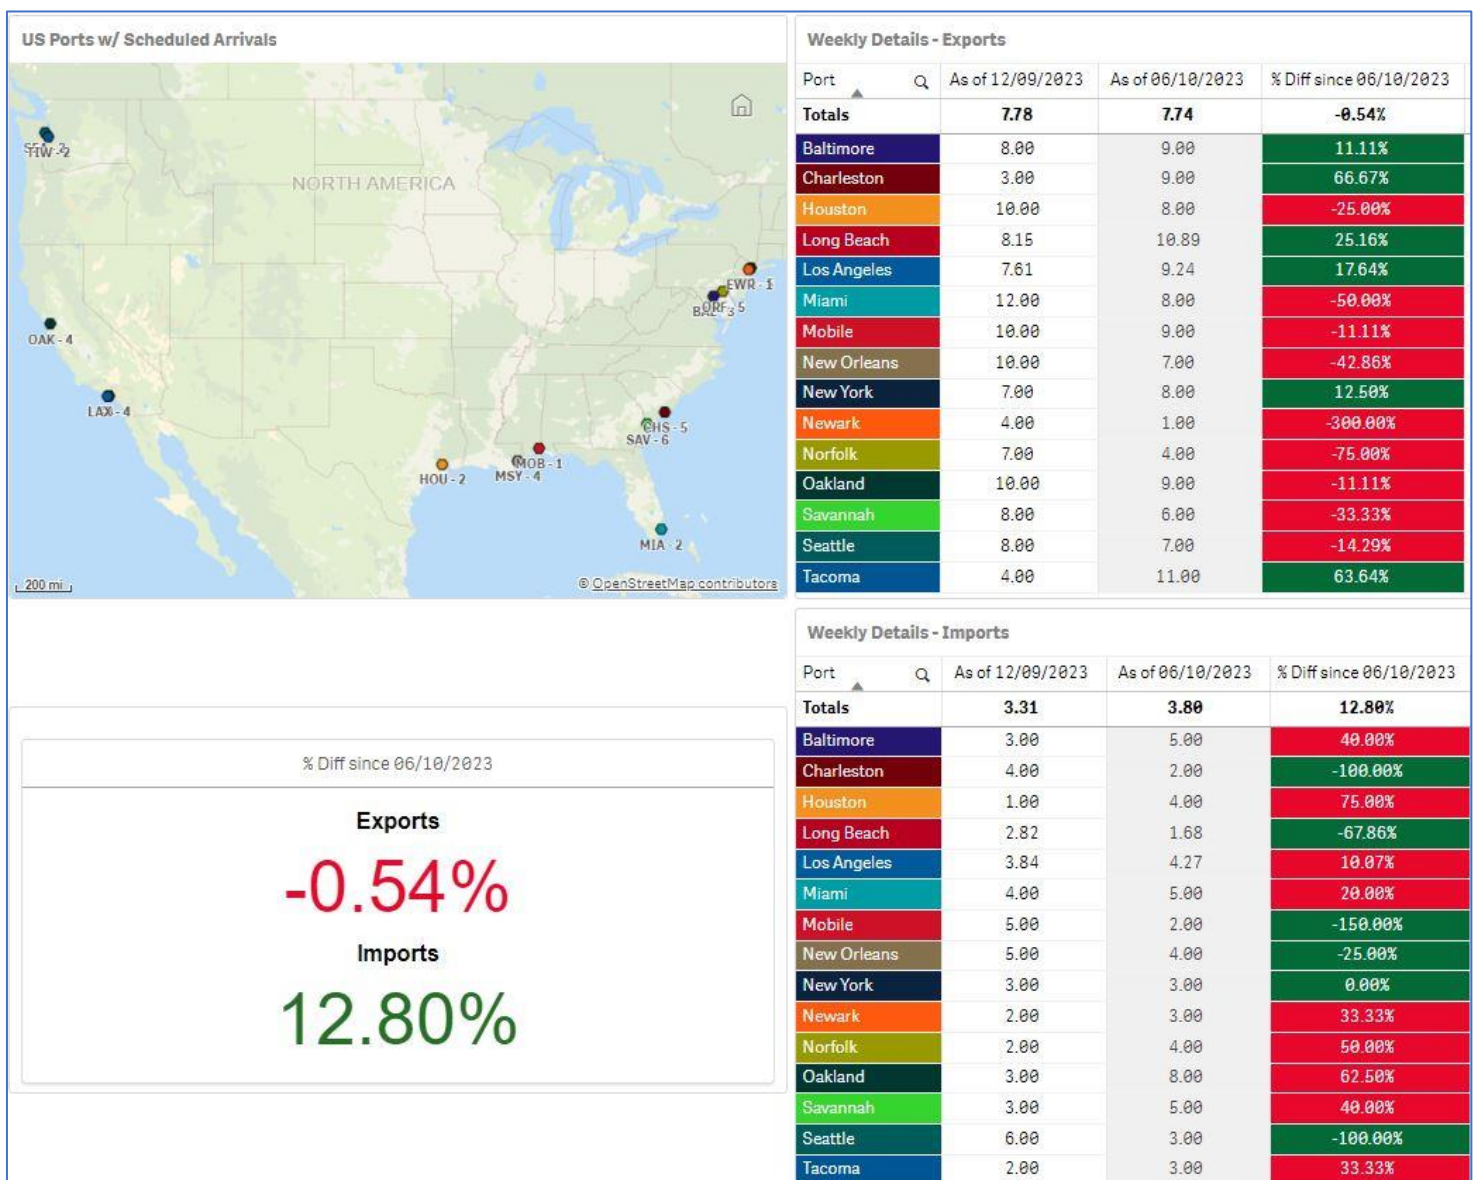 US Ports w/ Scheduled Arrivals
NORTH AMERICA
TIW - 2
OAK - 4
LAX - 4
EWR - 1
ORF - 5
CHS - 5
SAV - 6
MOB - 1
MSY - 4
HOU - 2
MIA - 2
200 mi
© OpenStreetMap contributors
Weekly Details - Exports
Port As of 12/09/2023 As of 06/10/2023 % Diff since 06/10/2023
Totals 7.78 7.74 -0.54%
Baltimore 8.00 9.00 11.11%
Charleston 3.00 9.00 66.67%
Houston 10.00 8.00 -25.00%
Long Beach 8.15 10.89 25.16%
Los Angeles 7.61 9.24 17.64%
Miami 12.00 8.00 -50.00%
Mobile 10.00 9.00 -11.11%
New Orleans 10.00 7.00 -42.86%
New York 7.00 8.00 12.50%
Newark 4.00 1.00 -300.00%
Norfolk 7.00 4.00 -75.00%
Oakland 10.00 9.00 -11.11%
Savannah 8.00 6.00 -33.33%
Seattle 8.00 7.00 -14.29%
Tacoma 4.00 11.00 63.64%
% Diff since 06/10/2023
Exports
-0.54%
Imports
12.80%
Weekly Details - Imports
Port As of 12/09/2023 As of 06/10/2023 % Diff since 06/10/2023
Totals 3.31 3.80 12.80%
Baltimore 3.00 5.00 40.00%
Charleston 4.00 2.00 -100.00%
Houston 1.00 4.00 75.00%
Long Beach 2.82 1.68 -67.86%
Los Angeles 3.84 4.27 10.07%
Miami 4.00 5.00 20.00%
Mobile 5.00 2.00 -150.00%
New Orleans 5.00 4.00 -25.00%
New York 3.00 3.00 0.00%
Newark 2.00 3.00 33.33%
Norfolk 2.00 4.00 50.00%
Oakland 3.00 8.00 62.50%
Savannah 3.00 5.00 40.00%
Seattle 6.00 3.00 -100.00%
Tacoma 2.00 3.00 33.33%